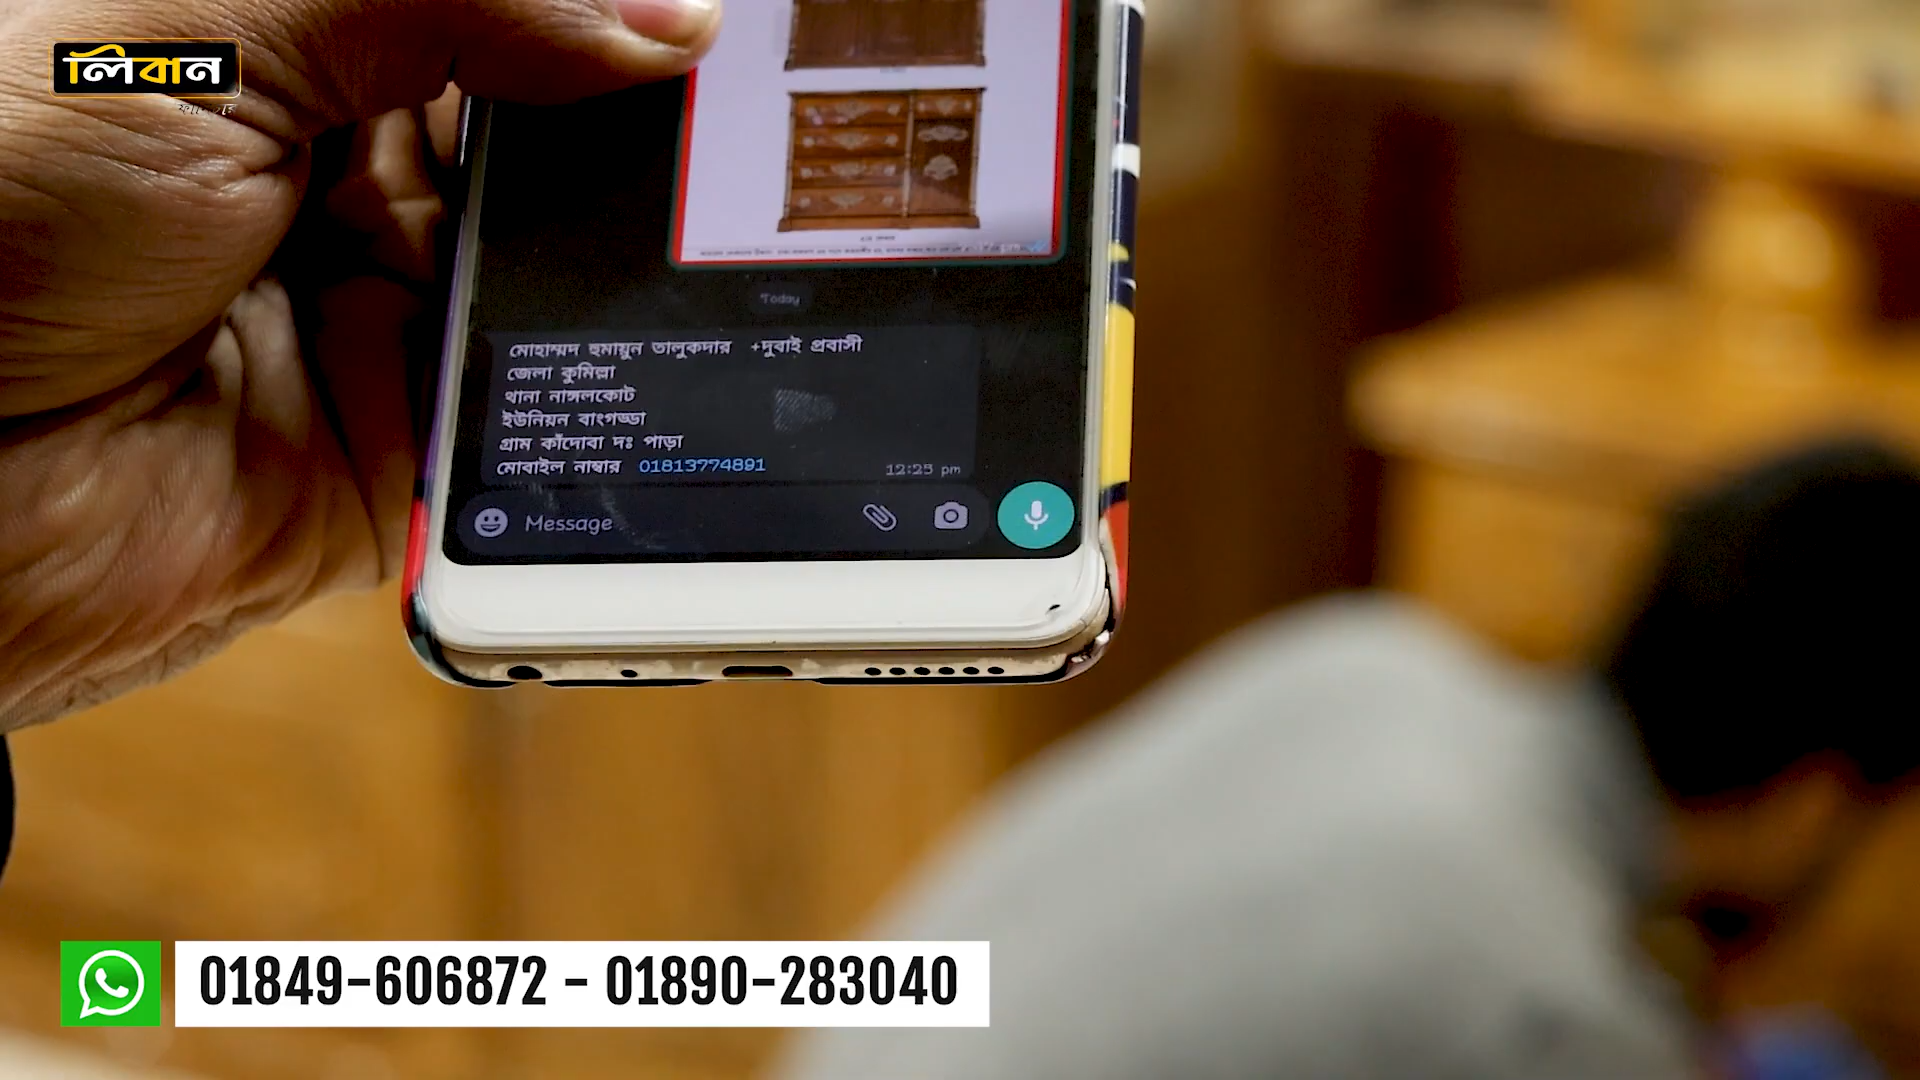 লিবান
Today
মোহাম্মদ হুমায়ুন তালুকদার +দুবাই প্রবাসী
জেলা কুমিল্লা
থানা নাঙ্গলকোট
ইউনিয়ন বাংগড্ডা
গ্রাম কাঁদোবা দঃ পাড়া
মোবাইল নাম্বার 01813774891
12:25 pm
Message
01849-606872 - 01890-283040